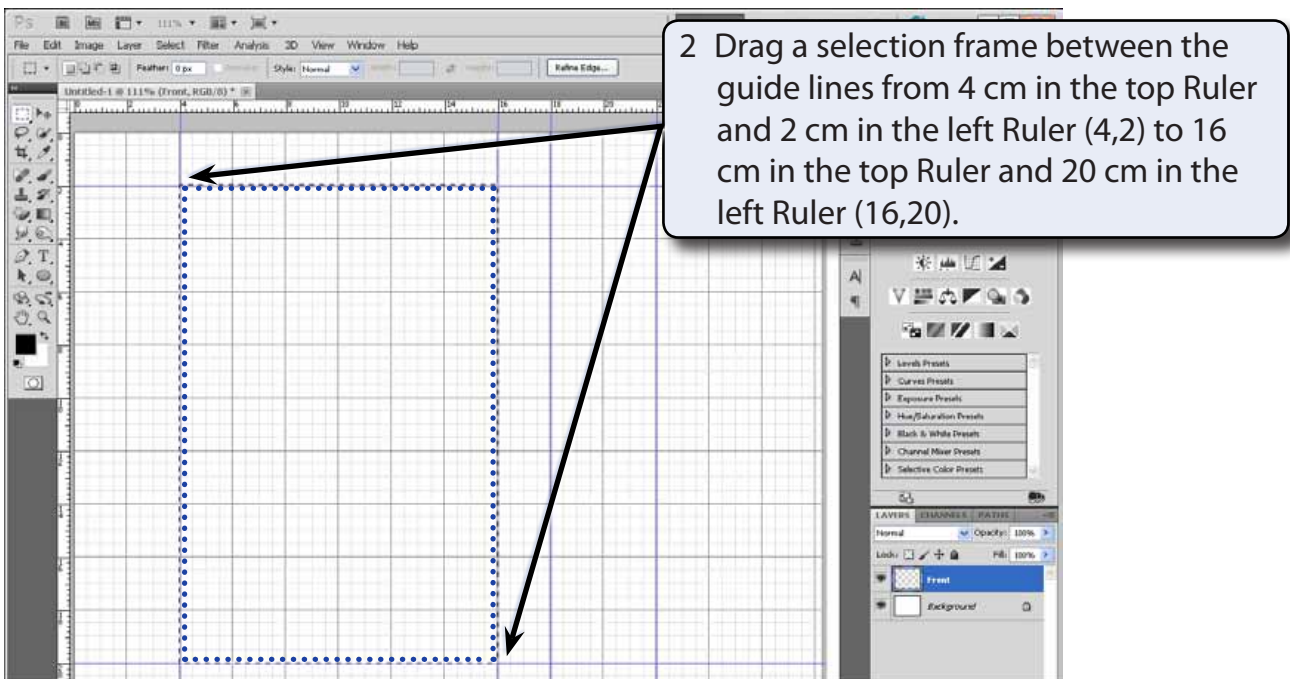 Ps 111%
File Edit Image Layer Select Filter Analysis 3D View Window Help
Feather: 0 px Style: Normal Refine Edge...
Untitled-1 @ 111% (Front, RGB/8) *
2 Drag a selection frame between the
guide lines from 4 cm in the top Ruler
and 2 cm in the left Ruler (4,2) to 16
cm in the top Ruler and 20 cm in the
left Ruler (16,20).
Levels Presets
Curves Presets
Exposure Presets
Hue/Saturation Presets
Black & White Presets
Channel Mixer Presets
Selective Color Presets
LAYERS CHANNELS PATHS
Normal Opacity: 100%
Lock: Fill: 100%
Front
Background